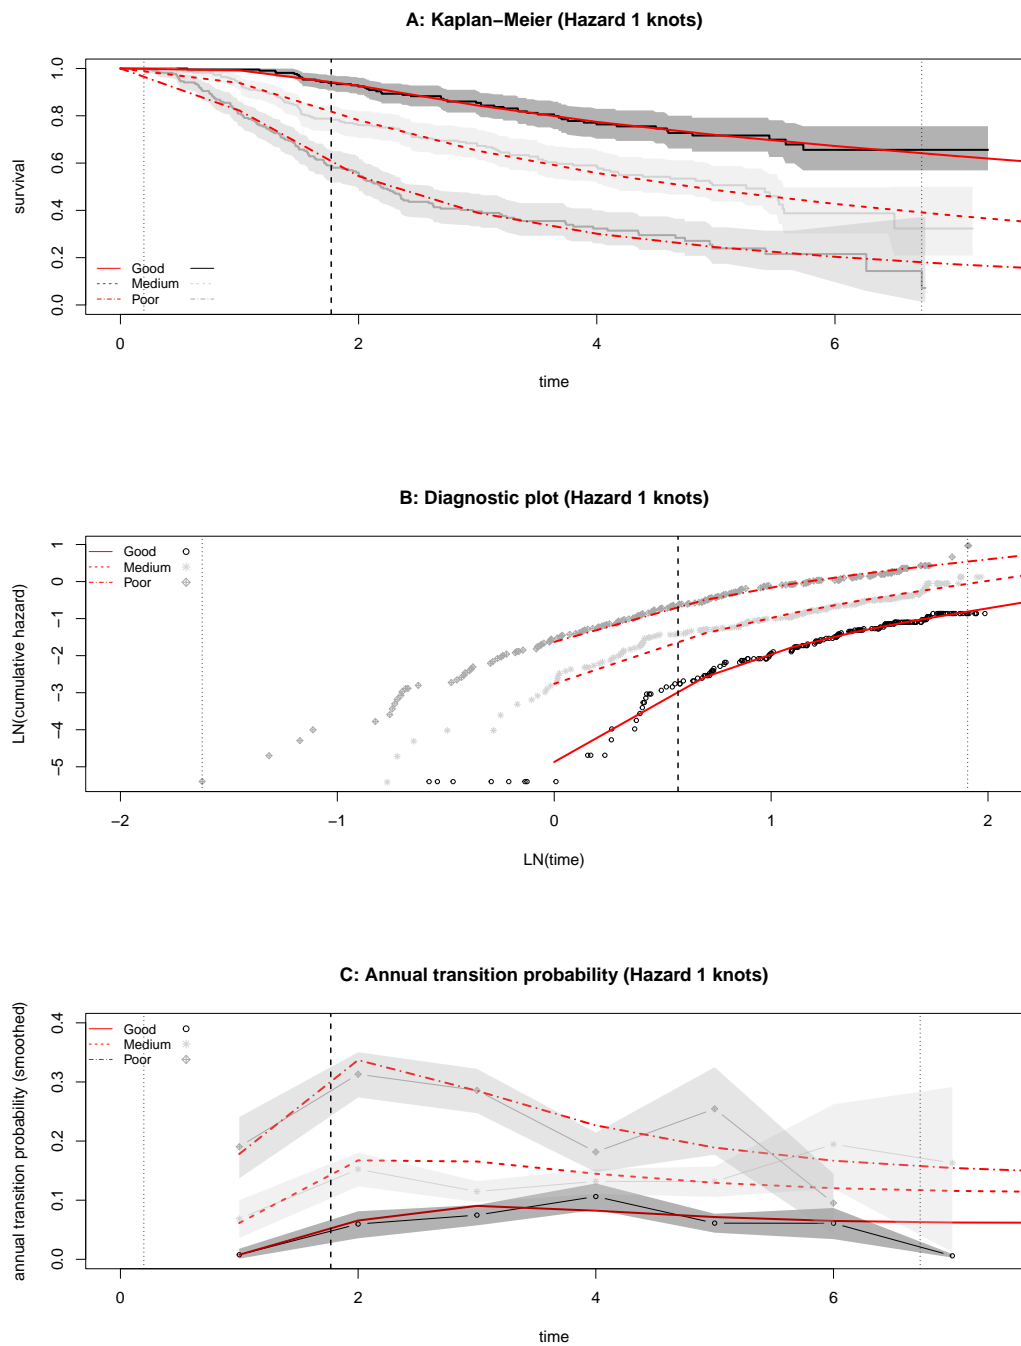 A: Kaplan−Meier (Hazard 1 knots)
survival
1.0
0.8
0.6
0.4
0.2
0.0
Good
Medium
Poor
0 2 4 6
time
B: Diagnostic plot (Hazard 1 knots)
LN(cumulative hazard)
1
0
−1
−2
−3
−4
−5
Good
Medium
Poor
−2 −1 0 1 2
LN(time)
C: Annual transition probability (Hazard 1 knots)
annual transition probability (smoothed)
0.4
0.3
0.2
0.1
0.0
Good
Medium
Poor
0 2 4 6
time